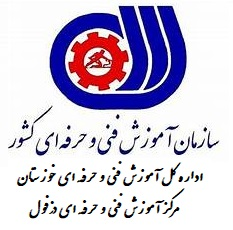 سازمان آموزش فنی و حرفه ای کشور
اداره کل آموزش فنی و حرفه ای خوزستان
مرکز آموزش فنی و حرفه ای دزفول